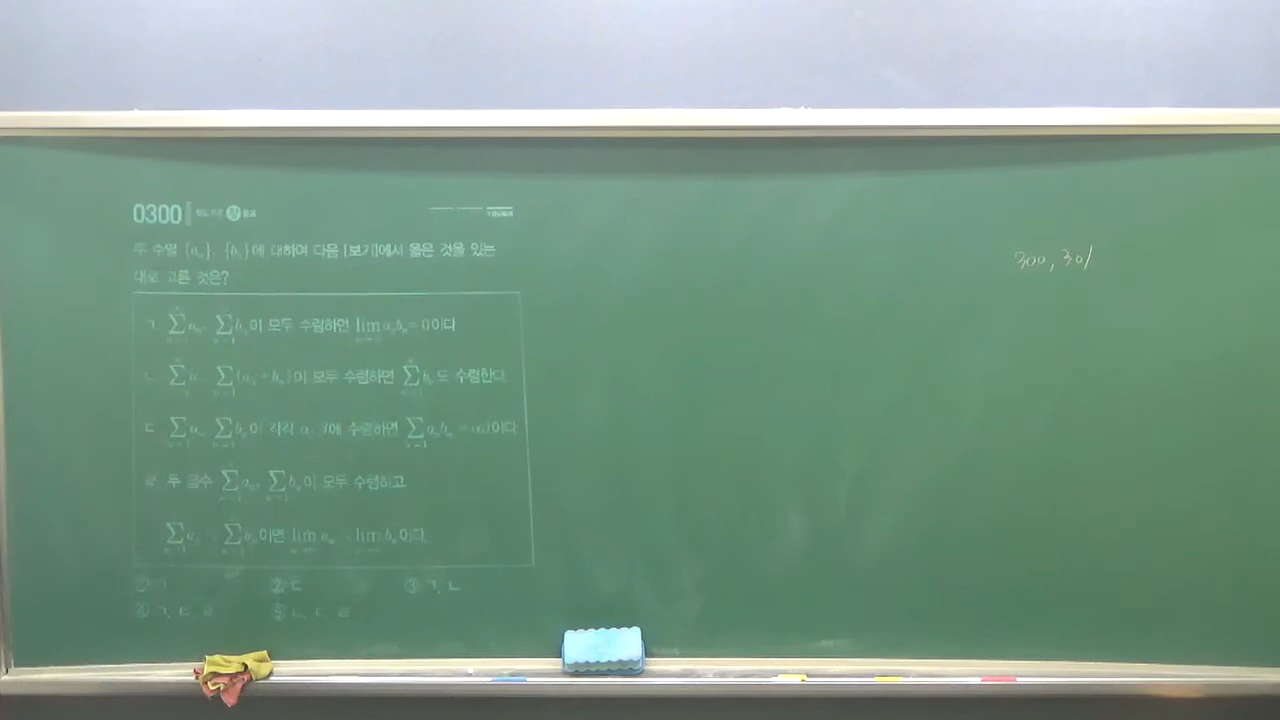 0300
두 수열 {aₙ}, {bₙ}에 대하여 다음 [보기]에서 옳은 것을 있는
대로 고른 것은?
ㄱ. ∑aₙ, ∑bₙ이 모두 수렴하면 lim aₙbₙ = 0이다
ㄴ. ∑aₙ, ∑(aₙ+bₙ)이 모두 수렴하면 ∑bₙ도 수렴한다.
ㄷ. ∑aₙ, ∑bₙ이 각각 α, β에 수렴하면 ∑aₙbₙ = αβ이다.
ㄹ. 두 급수 ∑aₙ, ∑bₙ이 모두 수렴하고
∑aₙ ∑bₙ이면 lim aₙ lim bₙ이다.
① ㄱ ② ㄷ ③ ㄱ, ㄴ
④ ㄱ, ㄷ, ㄹ ⑤ ㄴ, ㄷ, ㄹ
300, 301